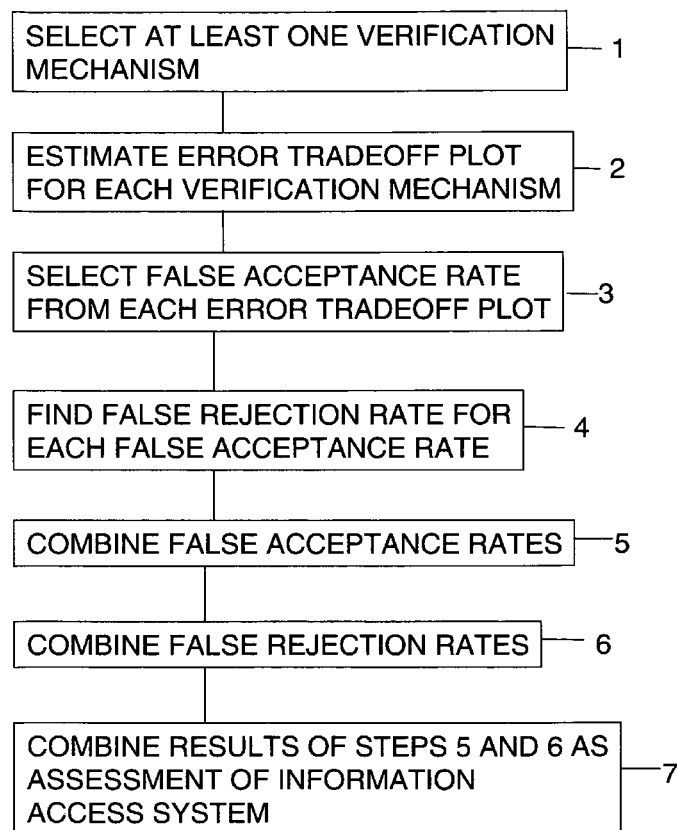 SELECT AT LEAST ONE VERIFICATION
MECHANISM
1
ESTIMATE ERROR TRADEOFF PLOT
FOR EACH VERIFICATION MECHANISM
2
SELECT FALSE ACCEPTANCE RATE
FROM EACH ERROR TRADEOFF PLOT
3
FIND FALSE REJECTION RATE FOR
EACH FALSE ACCEPTANCE RATE
4
COMBINE FALSE ACCEPTANCE RATES
5
COMBINE FALSE REJECTION RATES
6
COMBINE RESULTS OF STEPS 5 AND 6 AS
ASSESSMENT OF INFORMATION
ACCESS SYSTEM
7